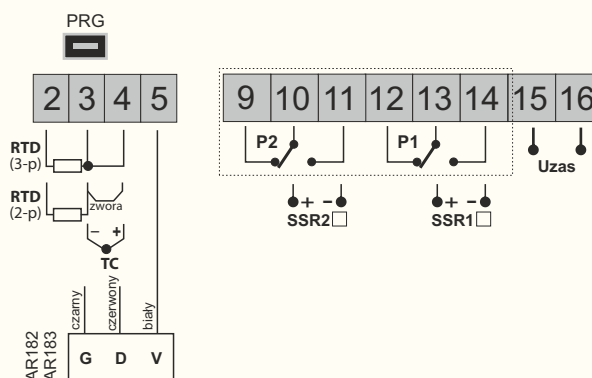 PRG
2 3 4 5 9 10 11 12 13 14 15 16
RTD
(3-p)
P2 P1
Uzas
RTD
(2-p)
zwora
+ − + −
SSR2 SSR1
− +
TC
czarny czerwony biały
AR182
AR183
G D V